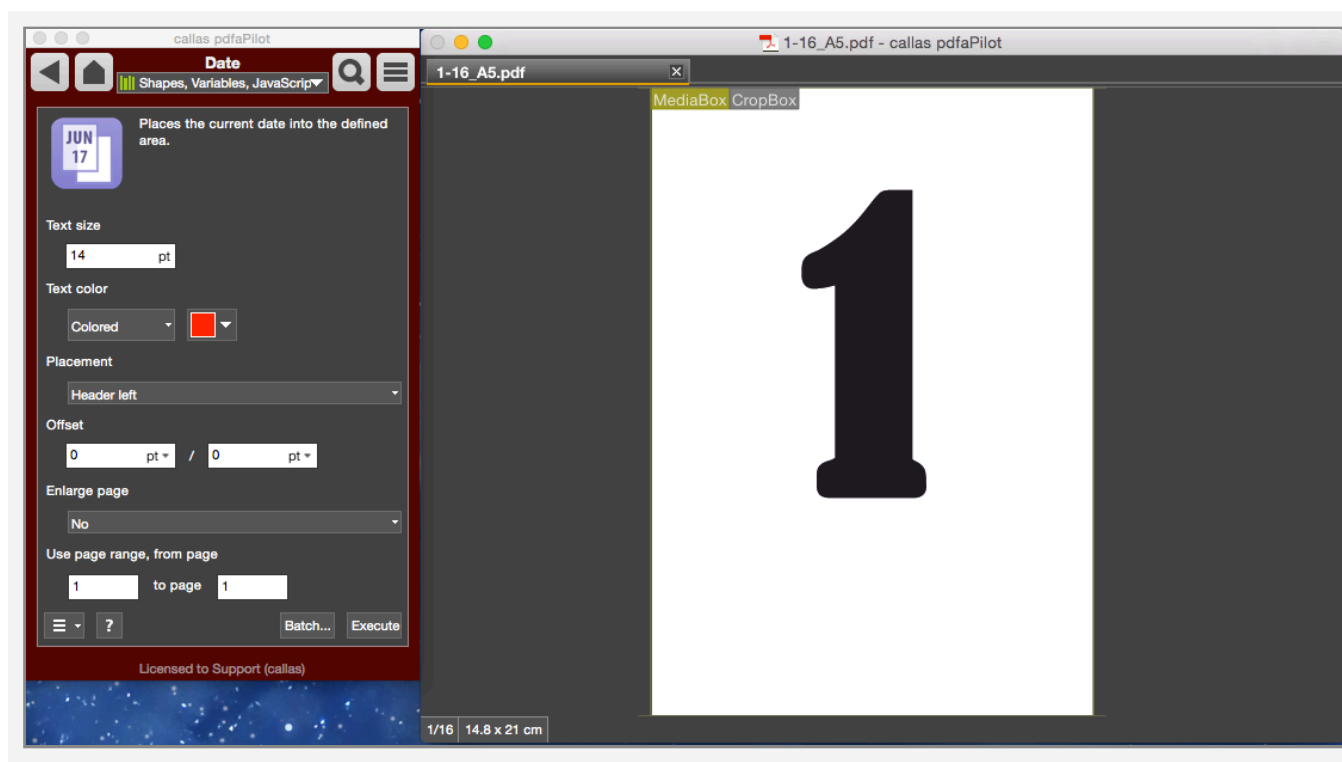 callas pdfaPilot
Date
Shapes, Variables, JavaScrip
JUN
17
Places the current date into the defined
area.
Text size
14 pt
Text color
Colored
Placement
Header left
Offset
0 pt / 0 pt
Enlarge page
No
Use page range, from page
1 to page 1
? Batch... Execute
Licensed to Support (callas)
1-16_A5.pdf - callas pdfaPilot
1-16_A5.pdf
MediaBox CropBox
1
1/16 14.8 x 21 cm